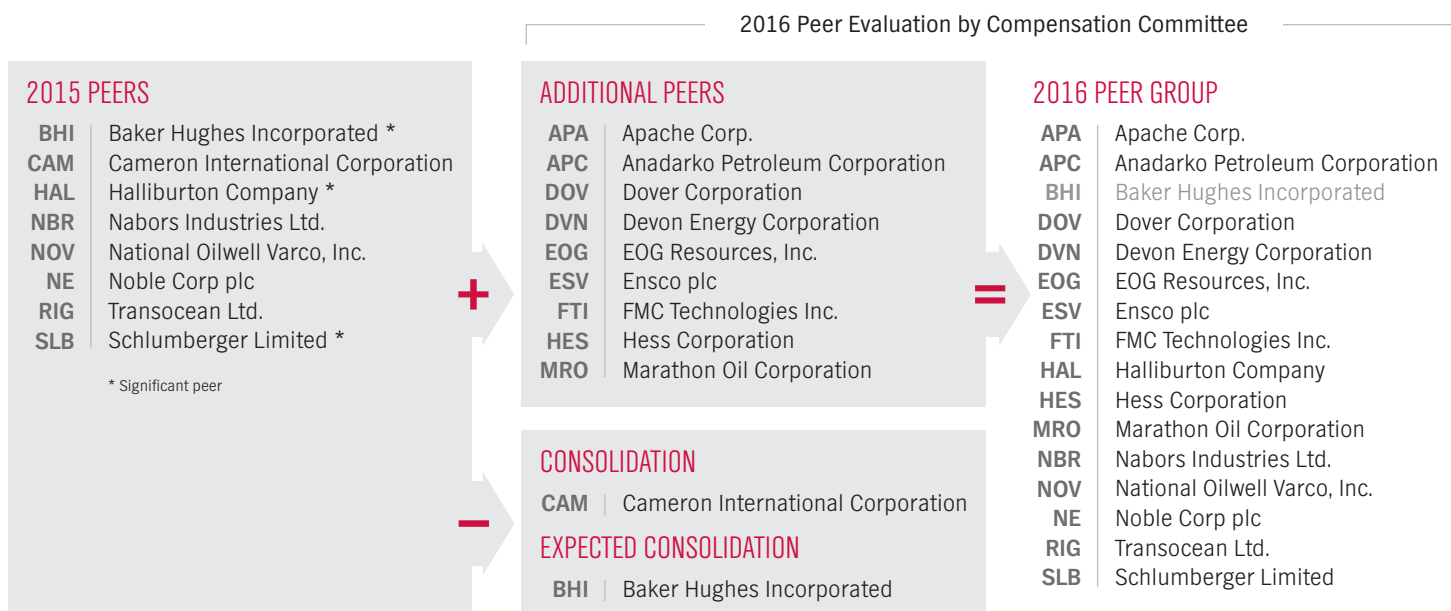 2016 Peer Evaluation by Compensation Committee
2015 PEERS
BHI Baker Hughes Incorporated *
CAM Cameron International Corporation
HAL Halliburton Company *
NBR Nabors Industries Ltd.
NOV National Oilwell Varco, Inc.
NE Noble Corp plc
RIG Transocean Ltd.
SLB Schlumberger Limited *
* Significant peer
+
ADDITIONAL PEERS
APA Apache Corp.
APC Anadarko Petroleum Corporation
DOV Dover Corporation
DVN Devon Energy Corporation
EOG EOG Resources, Inc.
ESV Ensco plc
FTI FMC Technologies Inc.
HES Hess Corporation
MRO Marathon Oil Corporation
−
CONSOLIDATION
CAM Cameron International Corporation
EXPECTED CONSOLIDATION
BHI Baker Hughes Incorporated
=
2016 PEER GROUP
APA Apache Corp.
APC Anadarko Petroleum Corporation
BHI Baker Hughes Incorporated
DOV Dover Corporation
DVN Devon Energy Corporation
EOG EOG Resources, Inc.
ESV Ensco plc
FTI FMC Technologies Inc.
HAL Halliburton Company
HES Hess Corporation
MRO Marathon Oil Corporation
NBR Nabors Industries Ltd.
NOV National Oilwell Varco, Inc.
NE Noble Corp plc
RIG Transocean Ltd.
SLB Schlumberger Limited